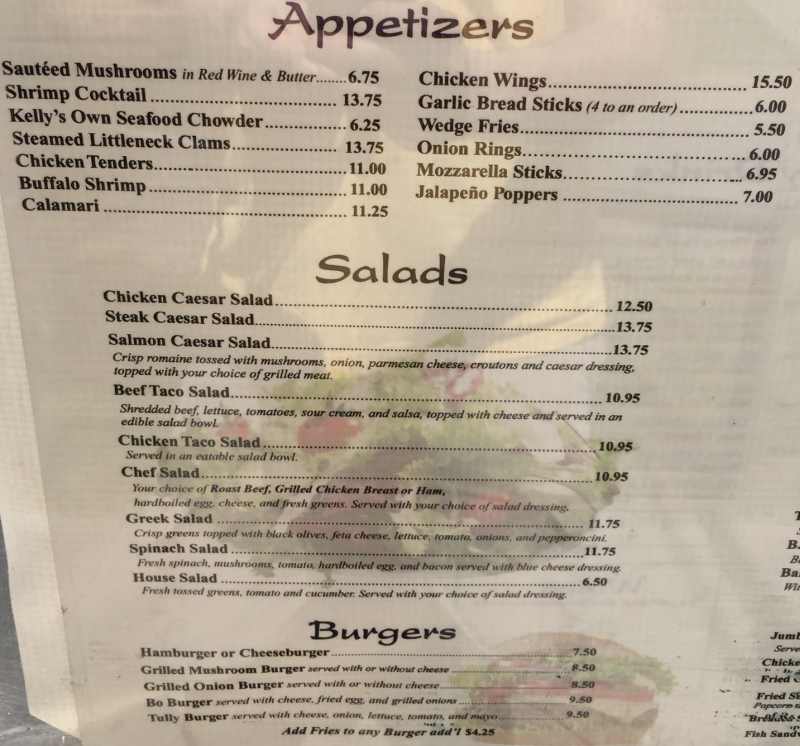 Appetizers
Sautéed Mushrooms in Red Wine & Butter.......6.75
Shrimp Cocktail 13.75
Kelly's Own Seafood Chowder 6.25
Steamed Littleneck Clams 13.75
Chicken Tenders 11.00
Buffalo Shrimp 11.00
Calamari 11.25
Chicken Wings 15.50
Garlic Bread Sticks (4 to an order) 6.00
Wedge Fries 5.50
Onion Rings 6.00
Mozzarella Sticks 6.95
Jalapeño Poppers 7.00
Salads
Chicken Caesar Salad 12.50
Steak Caesar Salad 13.75
Salmon Caesar Salad 13.75
Crisp romaine tossed with mushrooms, onion, parmesan cheese, croutons and caesar dressing,
topped with your choice of grilled meat.
Beef Taco Salad 10.95
Shredded beef, lettuce, tomatoes, sour cream, and salsa, topped with cheese and served in an
edible salad bowl.
Chicken Taco Salad 10.95
Served in an eatable salad bowl.
Chef Salad 10.95
Your choice of Roast Beef, Grilled Chicken Breast or Ham,
hardboiled egg, cheese, and fresh greens. Served with your choice of salad dressing.
Greek Salad 11.75
Crisp greens topped with black olives, feta cheese, lettuce, tomato, onions, and pepperoncini.
Spinach Salad 11.75
Fresh spinach, mushrooms, tomato, hardboiled egg, and bacon served with blue cheese dressing.
House Salad 6.50
Fresh tossed greens, tomato and cucumber. Served with your choice of salad dressing.
Burgers
Hamburger or Cheeseburger 7.50
Grilled Mushroom Burger served with or without cheese 8.50
Grilled Onion Burger served with or without cheese 8.50
Bo Burger served with cheese, fried egg, and grilled onions 9.50
Tully Burger served with cheese, onion, lettuce, tomato, and mayo 9.50
Add Fries to any Burger add'l $4.25
Jumb
Serve
Chicke
Fried
Fried S
Popcorn s
Fish Sandw